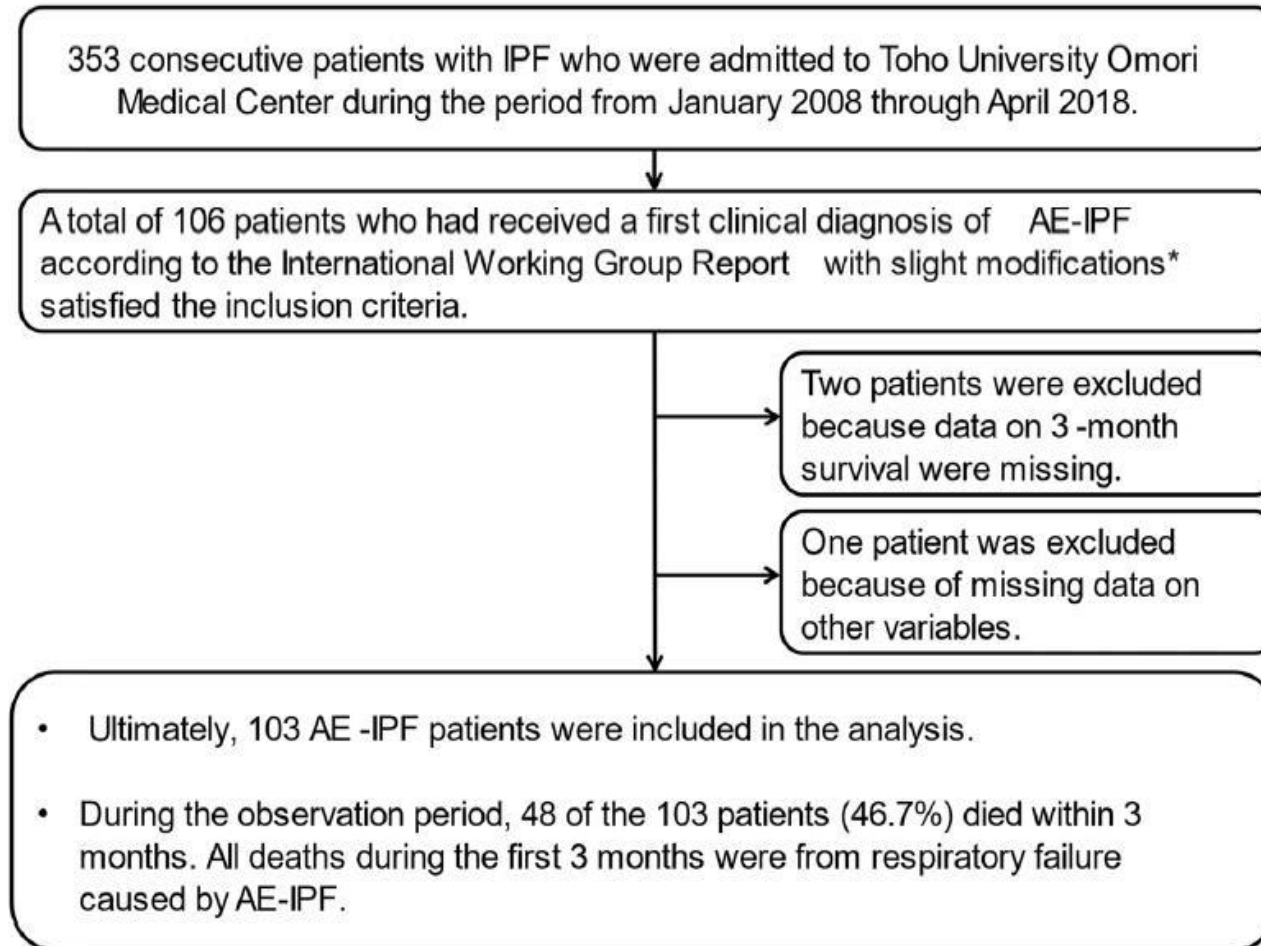 353 consecutive patients with IPF who were admitted to Toho University Omori
Medical Center during the period from January 2008 through April 2018.
A total of 106 patients who had received a first clinical diagnosis of AE-IPF
according to the International Working Group Report with slight modifications*
satisfied the inclusion criteria.
Two patients were excluded
because data on 3 -month
survival were missing.
One patient was excluded
because of missing data on
other variables.
• Ultimately, 103 AE -IPF patients were included in the analysis.
• During the observation period, 48 of the 103 patients (46.7%) died within 3
months. All deaths during the first 3 months were from respiratory failure
caused by AE-IPF.